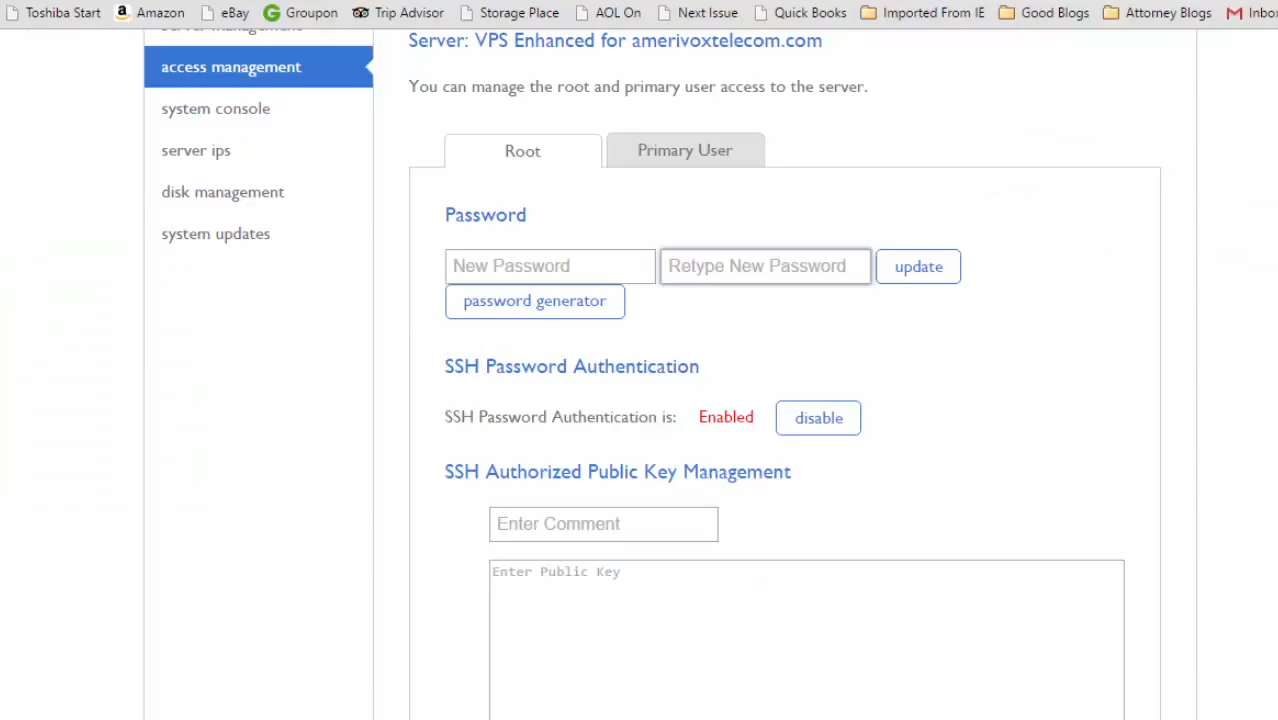 Toshiba Start Amazon eBay Groupon Trip Advisor Storage Place AOL On Next Issue Quick Books Imported From IE Good Blogs Attorney Blogs Inbo
server management
Server: VPS Enhanced for amerivoxtelecom.com
access management
You can manage the root and primary user access to the server.
system console
server ips
disk management
system updates
Root Primary User
Password
New Password Retype New Password update
password generator
SSH Password Authentication
SSH Password Authentication is: Enabled disable
SSH Authorized Public Key Management
Enter Comment
Enter Public Key